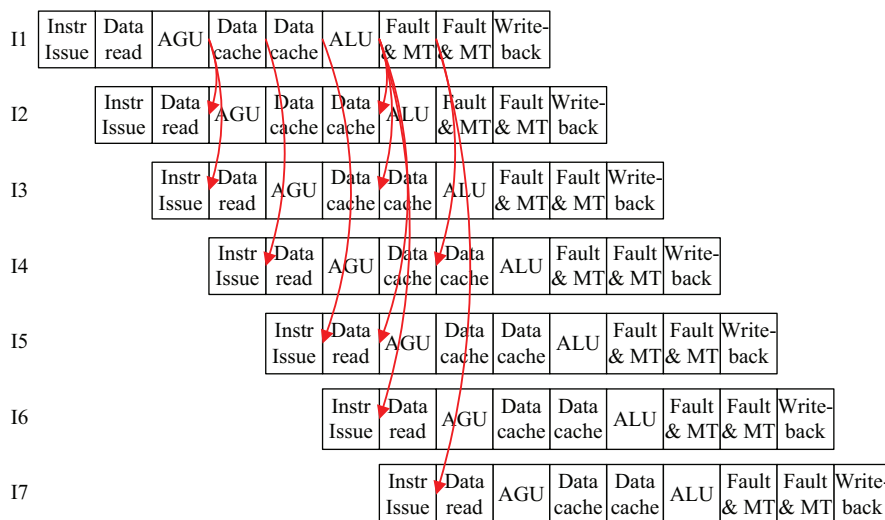 I1 Instr Data AGU Data Data ALU Fault Fault Write-
Issue read cache cache & MT & MT back
I2 Instr Data AGU Data Data ALU Fault Fault Write-
Issue read cache cache & MT & MT back
I3 Instr Data AGU Data Data ALU Fault Fault Write-
Issue read cache cache & MT & MT back
I4 Instr Data AGU Data Data ALU Fault Fault Write-
Issue read cache cache & MT & MT back
I5 Instr Data AGU Data Data ALU Fault Fault Write-
Issue read cache cache & MT & MT back
I6 Instr Data AGU Data Data ALU Fault Fault Write-
Issue read cache cache & MT & MT back
I7 Instr Data AGU Data Data ALU Fault Fault Write-
Issue read cache cache & MT & MT back